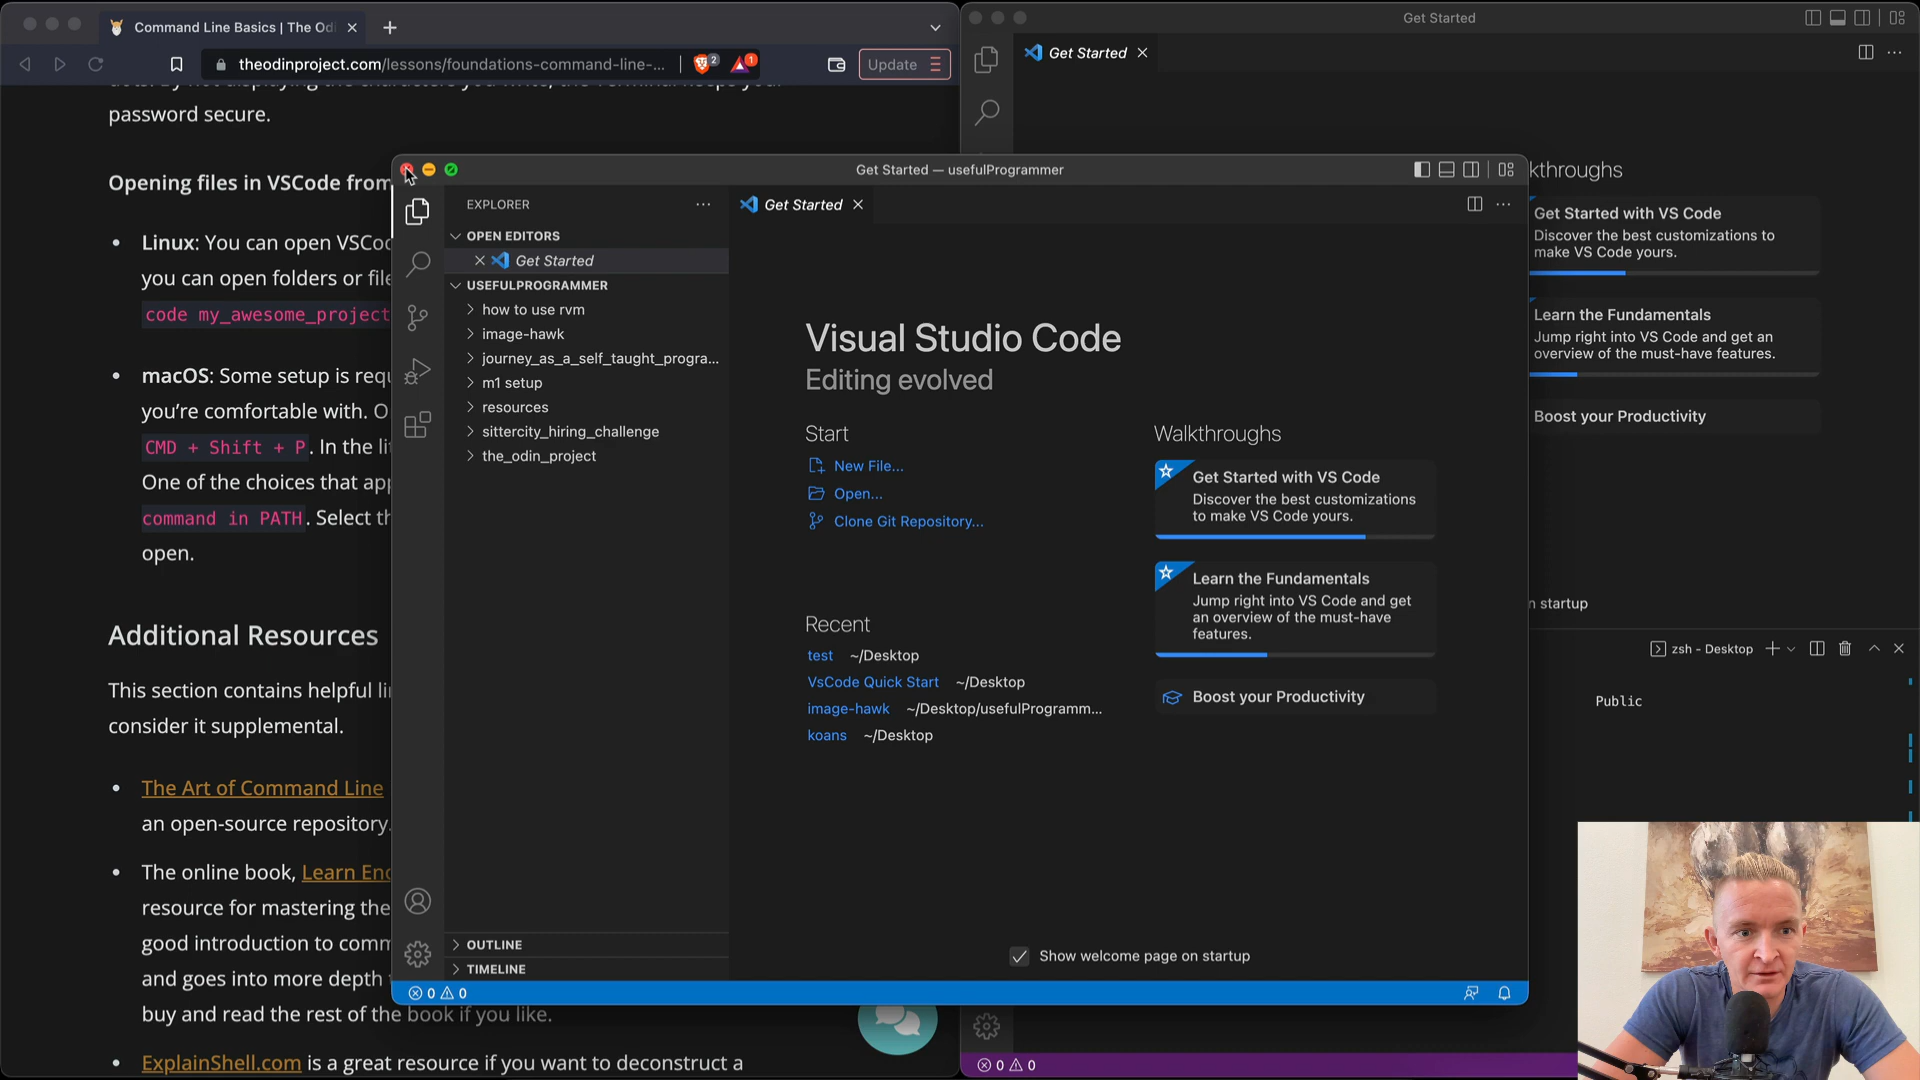 Command Line Basics | The Od
theodinproject.com/lessons/foundations-command-line-...
2
1
Update
password secure.
Opening files in VSCode from
Linux: You can open VSCod
you can open folders or file
code my_awesome_project
macOS: Some setup is requ
you're comfortable with. O
CMD + Shift + P. In the lit
One of the choices that app
command in PATH. Select th
open.
Additional Resources
This section contains helpful li
consider it supplemental.
The Art of Command Line
an open-source repository.
The online book, Learn Eno
resource for mastering the
good introduction to comm
and goes into more depth
buy and read the rest of the book if you like.
ExplainShell.com is a great resource if you want to deconstruct a
Get Started — usefulProgrammer
EXPLORER
OPEN EDITORS
Get Started
USEFULPROGRAMMER
how to use rvm
image-hawk
journey_as_a_self_taught_progra...
m1 setup
resources
sittercity_hiring_challenge
the_odin_project
OUTLINE
TIMELINE
0 0
Get Started
Visual Studio Code
Editing evolved
Start
New File...
Open...
Clone Git Repository...
Recent
test ~/Desktop
VsCode Quick Start ~/Desktop
image-hawk ~/Desktop/usefulProgramm...
koans ~/Desktop
Walkthroughs
Get Started with VS Code
Discover the best customizations
to make VS Code yours.
Learn the Fundamentals
Jump right into VS Code and get
an overview of the must-have
features.
Boost your Productivity
Show welcome page on startup
Get Started
Get Started
kthroughs
Get Started with VS Code
Discover the best customizations to
make VS Code yours.
Learn the Fundamentals
Jump right into VS Code and get an
overview of the must-have features.
Boost your Productivity
n startup
zsh - Desktop
Public
0 0